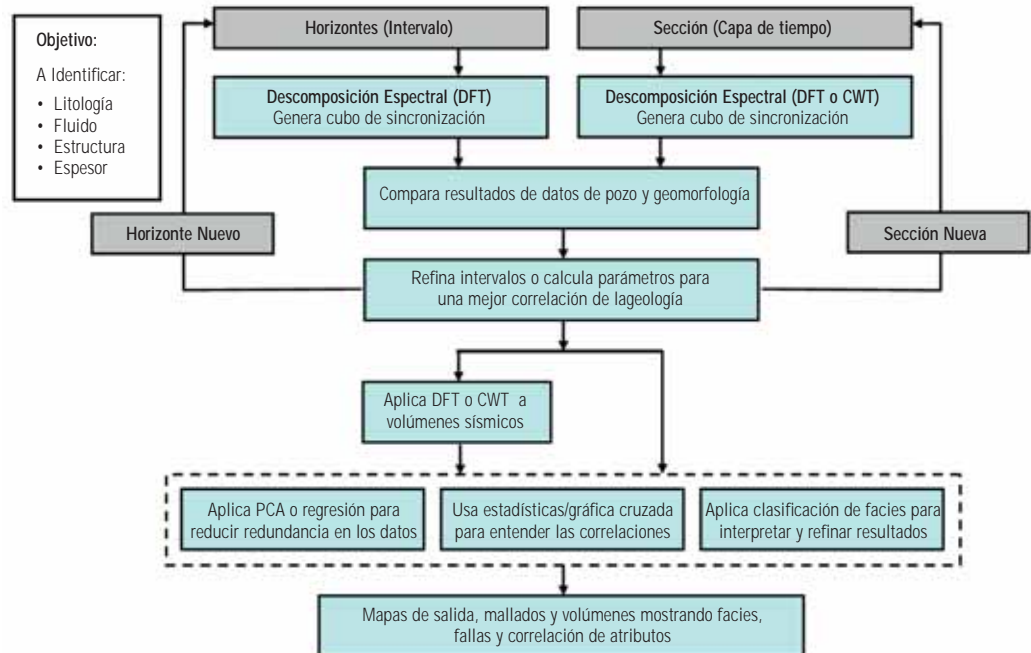 Objetivo:
A Identificar:
• Litología
• Fluido
• Estructura
• Espesor
Horizontes (Intervalo)
Sección (Capa de tiempo)
Descomposición Espectral (DFT)
Genera cubo de sincronización
Descomposición Espectral (DFT o CWT)
Genera cubo de sincronización
Compara resultados de datos de pozo y geomorfología
Horizonte Nuevo
Sección Nueva
Refina intervalos o calcula parámetros para
una mejor correlación de lageología
Aplica DFT o CWT a
volúmenes sísmicos
Aplica PCA o regresión para
reducir redundancia en los datos
Usa estadísticas/gráfica cruzada
para entender las correlaciones
Aplica clasificación de facies para
interpretar y refinar resultados
Mapas de salida, mallados y volúmenes mostrando facies,
fallas y correlación de atributos